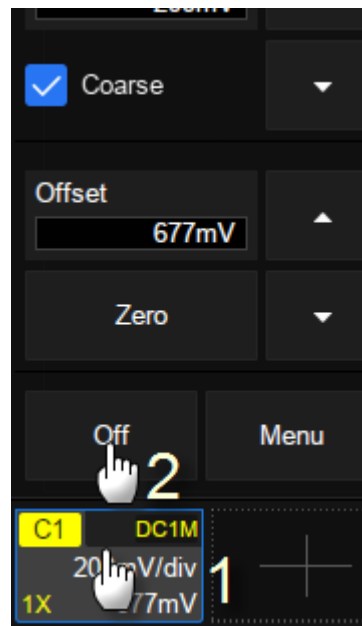 Coarse
Offset
677mV
Zero
Off
Menu
2
C1 DC1M
1
1X